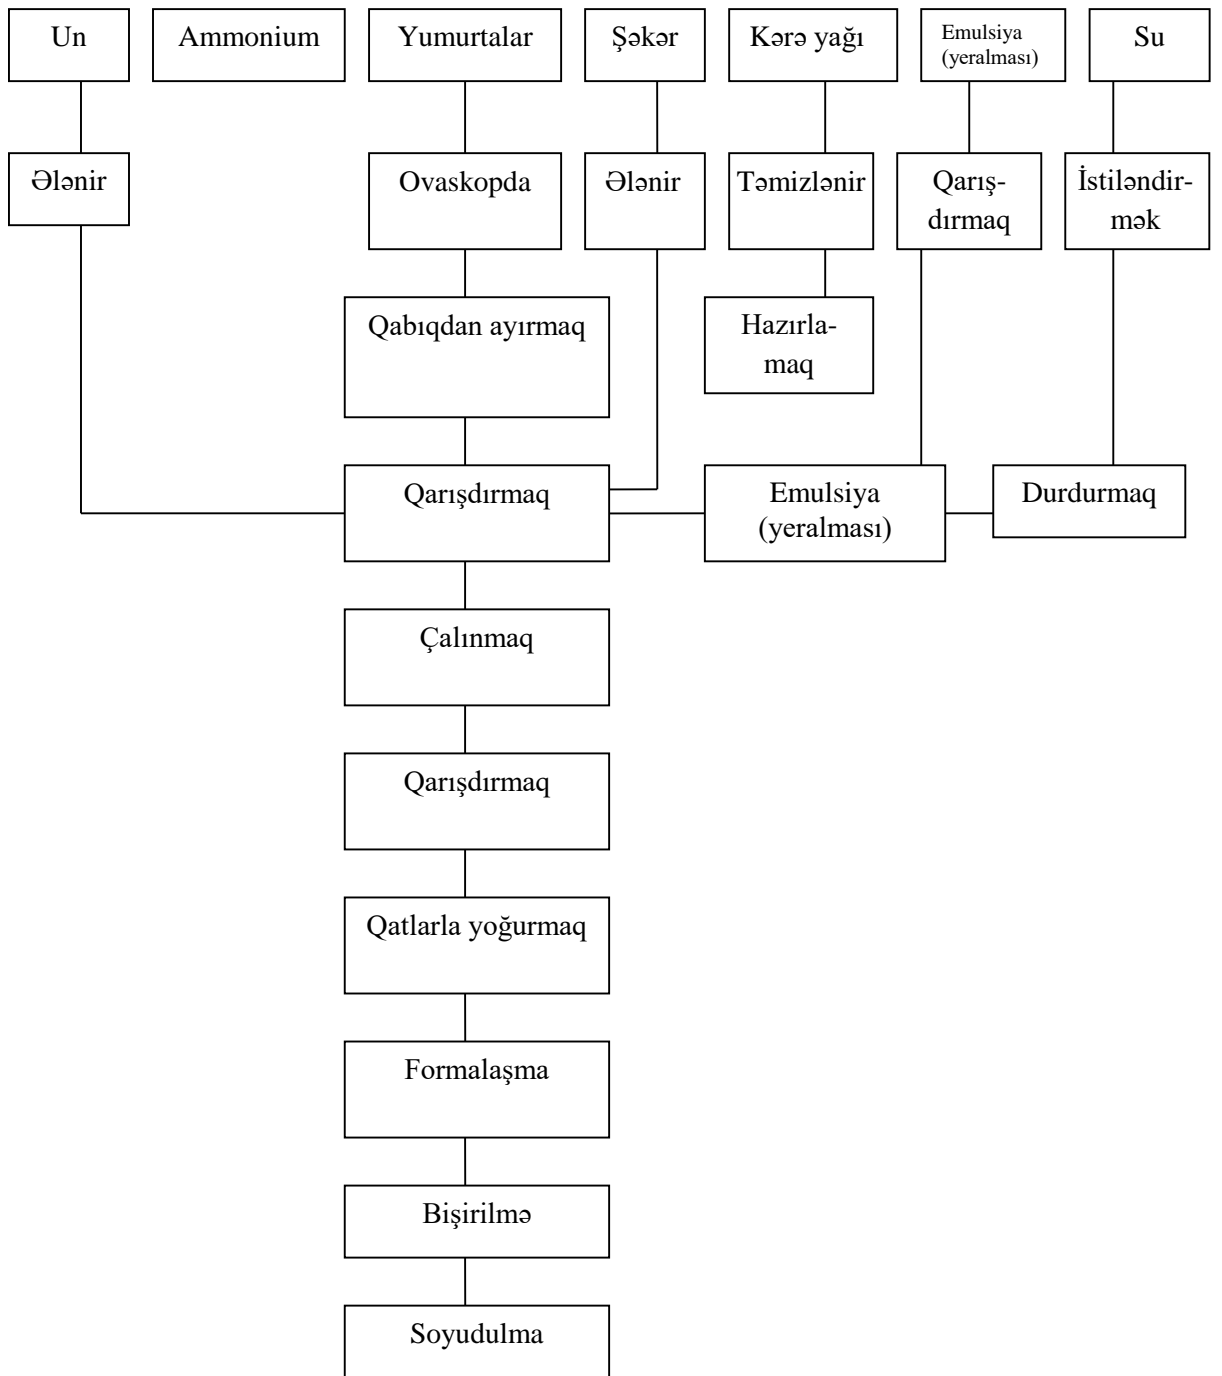 Un
Ammonium
Yumurtalar
Şəkər
Kərə yağı
Emulsiya
(yeralması)
Su
Ələnir
Ovaskopda
Ələnir
Təmizlənir
Qarış-
dırmaq
İstiləndir-
mək
Qabıqdan ayırmaq
Hazırla-
maq
Qarışdırmaq
Emulsiya
(yeralması)
Durdurmaq
Çalınmaq
Qarışdırmaq
Qatlarla yoğurmaq
Formalaşma
Bişirilmə
Soyudulma